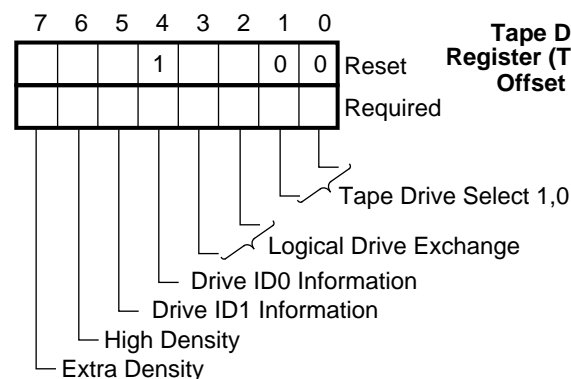 7 6 5 4 3 2 1 0
Tape D
Register (T
Offset
1 0 0 Reset
Required
Tape Drive Select 1,0
Logical Drive Exchange
Drive ID0 Information
Drive ID1 Information
High Density
Extra Density